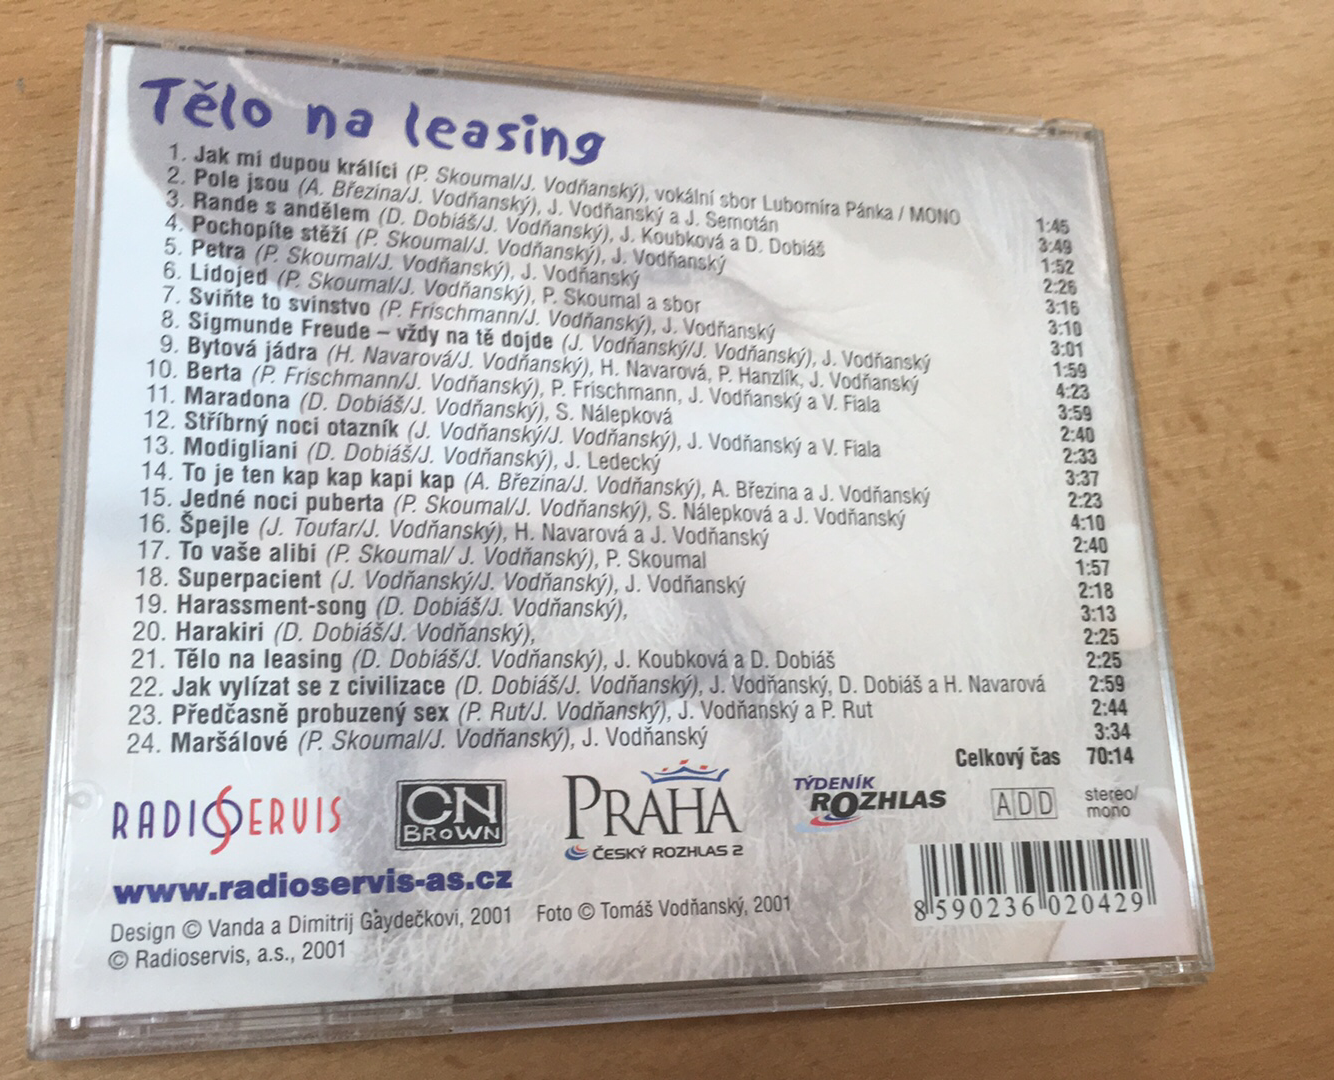 Tělo na leasing
1. Jak mi dupou králíci (P. Skoumal/J. Vodňanský), vokální sbor Lubomíra Pánka / MONO 1:45
2. Pole jsou (A. Březina/J. Vodňanský), J. Vodňanský a J. Semotán 3:49
3. Rande s andělem (D. Dobiáš/J. Vodňanský), J. Koubková a D. Dobiáš 1:52
4. Pochopíte stěží (P. Skoumal/J. Vodňanský), J. Vodňanský 2:26
5. Petra (P. Skoumal/J. Vodňanský), J. Vodňanský 3:16
6. Lidojed (P. Skoumal/J. Vodňanský), P. Skoumal a sbor 3:10
7. Sviňte to svinstvo (P. Frischmann/J. Vodňanský), J. Vodňanský 3:01
8. Sigmunde Freude – vždy na tě dojde (J. Vodňanský/J. Vodňanský), J. Vodňanský 1:59
9. Bytová jádra (H. Navarová/J. Vodňanský), H. Navarová, P. Hanzlík, J. Vodňanský 4:23
10. Berta (P. Frischmann/J. Vodňanský), P. Frischmann, J. Vodňanský a V. Fiala 3:59
11. Maradona (D. Dobiáš/J. Vodňanský), S. Nálepková 2:40
12. Stříbrný noci otazník (J. Vodňanský/J. Vodňanský), J. Vodňanský a V. Fiala 2:33
13. Modigliani (D. Dobiáš/J. Vodňanský), J. Ledecký 3:37
14. To je ten kap kap kapi kap (A. Březina/J. Vodňanský), A. Březina a J. Vodňanský 2:23
15. Jedné noci puberta (P. Skoumal/J. Vodňanský), S. Nálepková a J. Vodňanský 4:10
16. Špejle (J. Toufar/J. Vodňanský), H. Navarová a J. Vodňanský 2:40
17. To vaše alibi (P. Skoumal/ J. Vodňanský), P. Skoumal 1:57
18. Superpacient (J. Vodňanský/J. Vodňanský), J. Vodňanský 2:18
19. Harassment-song (D. Dobiáš/J. Vodňanský), 3:13
20. Harakiri (D. Dobiáš/J. Vodňanský), 2:25
21. Tělo na leasing (D. Dobiáš/J. Vodňanský), J. Koubková a D. Dobiáš 2:25
22. Jak vylízat se z civilizace (D. Dobiáš/J. Vodňanský), J. Vodňanský, D. Dobiáš a H. Navarová 2:59
23. Předčasně probuzený sex (P. Rut/J. Vodňanský), J. Vodňanský a P. Rut 2:44
24. Maršálové (P. Skoumal/J. Vodňanský), J. Vodňanský 3:34
Celkový čas 70:14
RADIOSERVIS
CN
BROWN
PRAHA
ČESKÝ ROZHLAS 2
TÝDENÍK
ROZHLAS
ADD
stereo/
mono
www.radioservis-as.cz
Design © Vanda a Dimitrij Gaydečkovi, 2001 Foto © Tomáš Vodňanský, 2001
© Radioservis, a.s., 2001
8 590236 020429